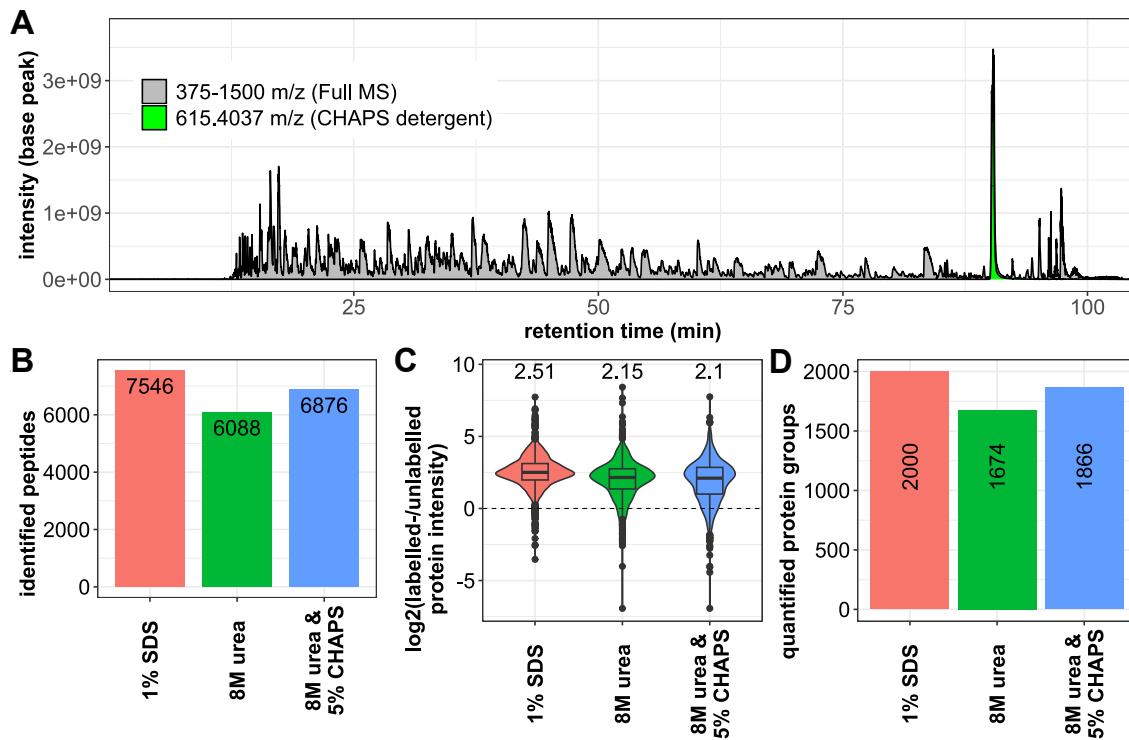 A
intensity (base peak)
3e+09
2e+09
1e+09
0e+00
375-1500 m/z (Full MS)
615.4037 m/z (CHAPS detergent)
25
50
75
100
retention time (min)
B
identified peptides
6000
4000
2000
0
7546
6088
6876
1% SDS
8M urea
8M urea &
5% CHAPS
C
log2(labelled-/unlabelled
protein intensity)
10
5
0
-5
2.51
2.15
2.1
1% SDS
8M urea
8M urea &
5% CHAPS
D
quantified protein groups
2000
1500
1000
500
0
2000
1674
1866
1% SDS
8M urea
8M urea &
5% CHAPS